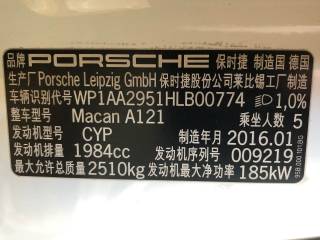 品牌 PORSCHE 保时捷 制造国 德国
生产厂 Porsche Leipzig GmbH 保时捷股份公司莱比锡工厂制造
车辆识别代号 WP1AA2951HLB00774 1,0%
整车型号 Macan A121 乘坐人数 5
发动机型号 CYP 制造年月 2016.01
发动机排量 1984cc 发动机序列号 009219
最大允许总质量 2510kg 发动机最大净功率 185kW